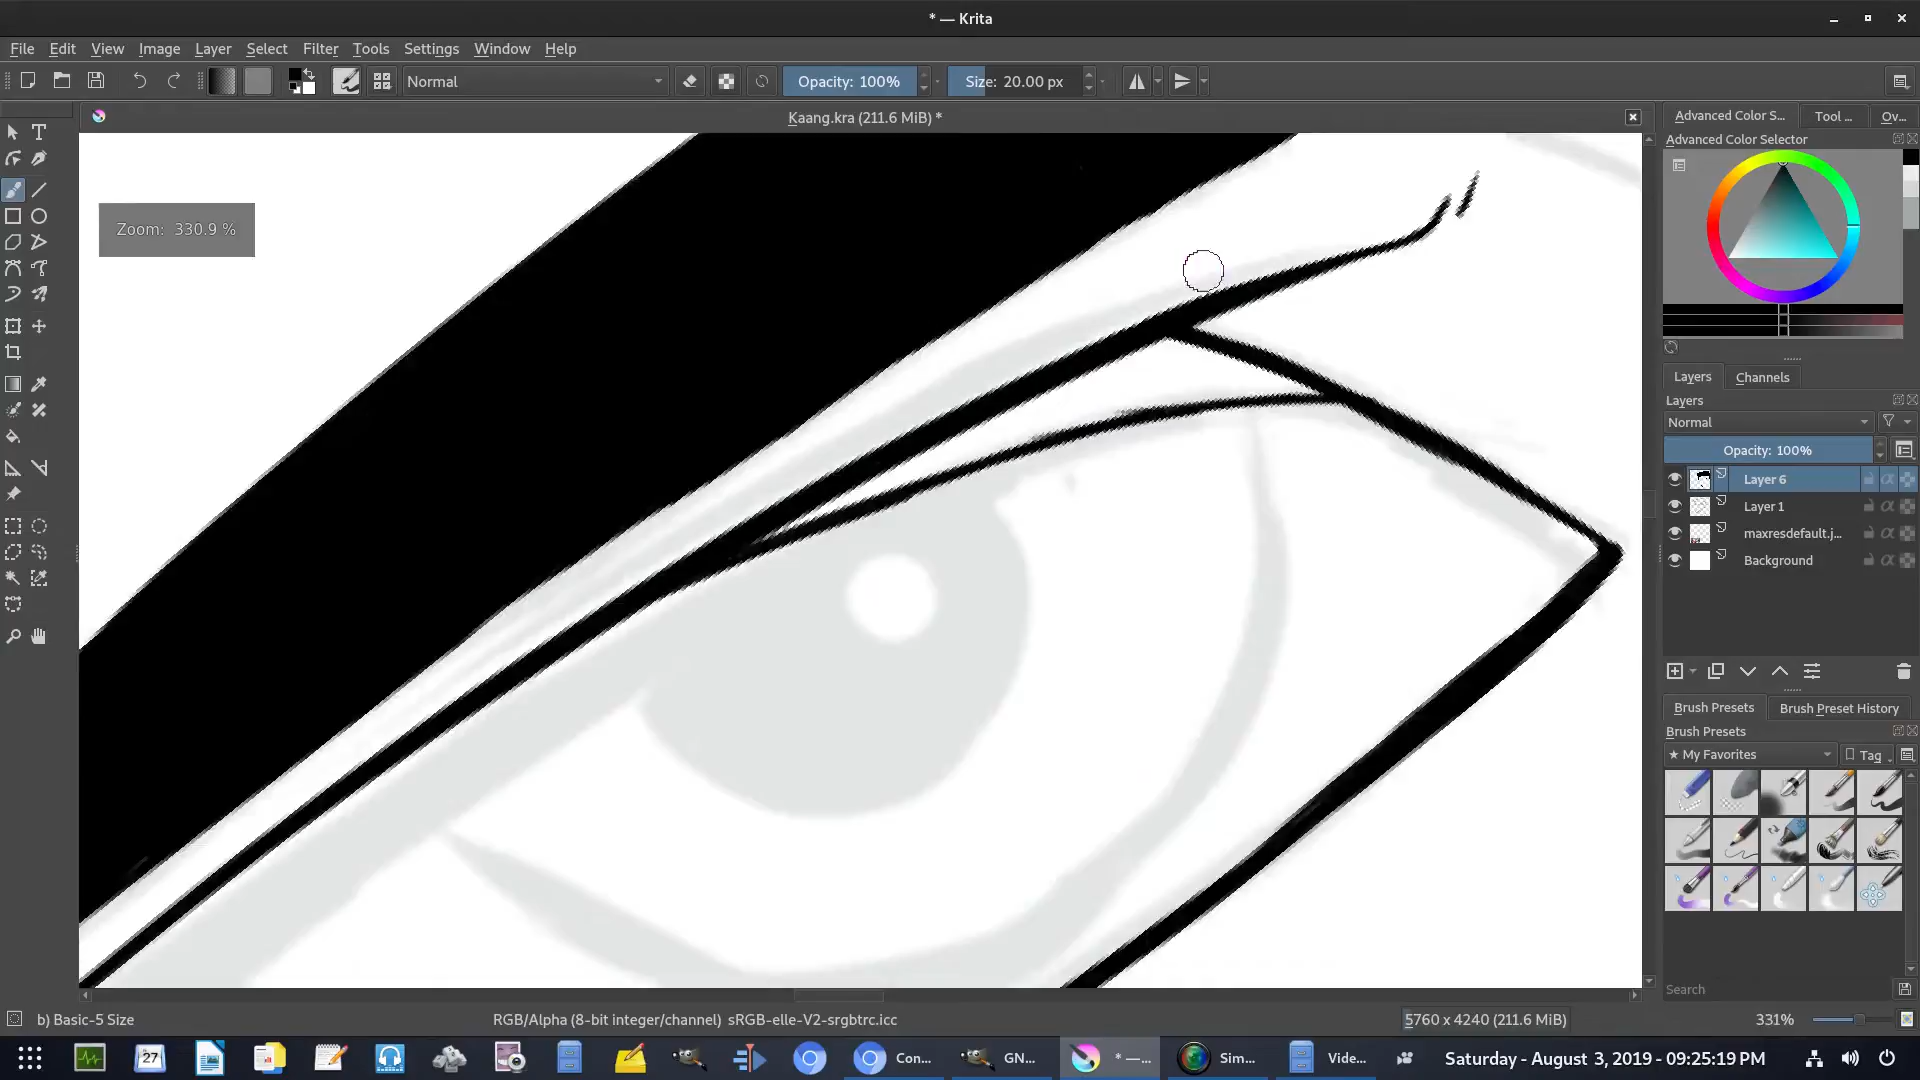 * — Krita
File Edit View Image Layer Select Filter Tools Settings Window Help
Normal Opacity: 100% Size: 20.00 px
Kaang.kra (211.6 MiB) *
Advanced Color S... Tool ... Ov...
Advanced Color Selector
Zoom: 330.9 %
Layers Channels
Layers
Normal
Opacity: 100%
Layer 6
Layer 1
maxresdefault.j...
Background
Brush Presets Brush Preset History
Brush Presets
★ My Favorites Tag
Search
b) Basic-5 Size RGB/Alpha (8-bit integer/channel) sRGB-elle-V2-srgbtrc.icc 5760 x 4240 (211.6 MiB) 331%
27 Con... GN... * —... Sim... Vide... Saturday - August 3, 2019 - 09:25:19 PM